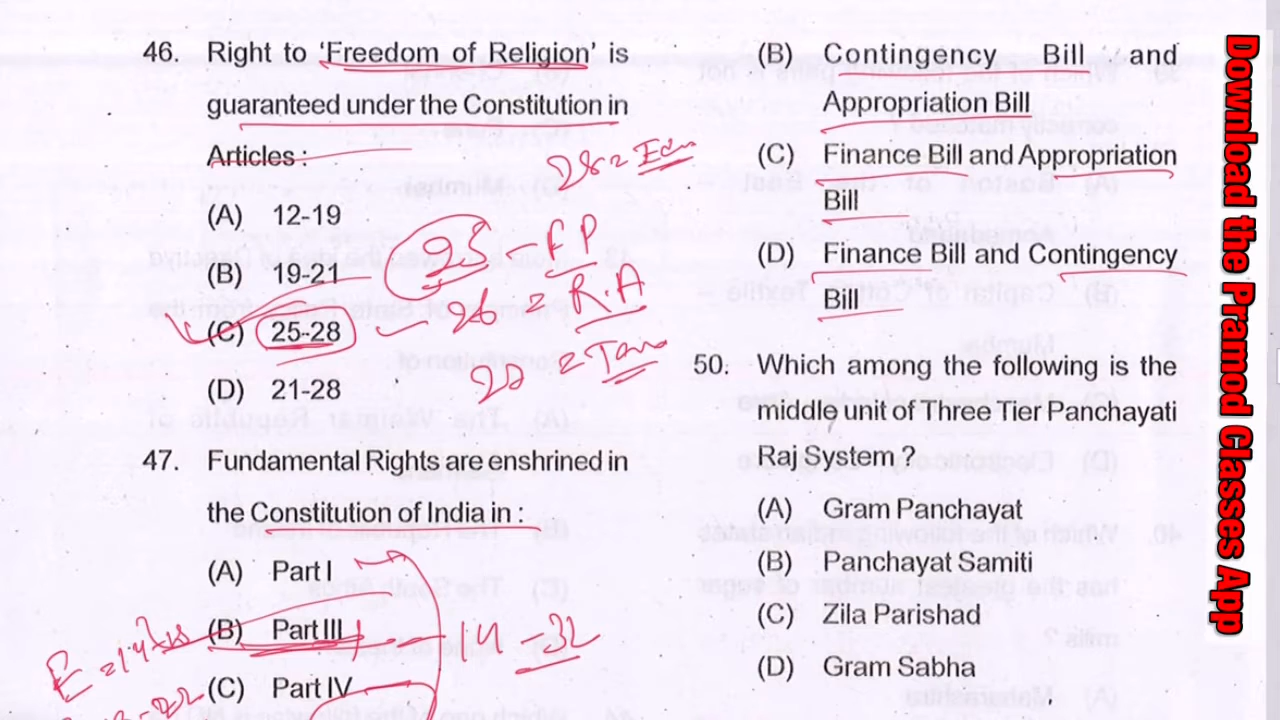 46. Right to 'Freedom of Religion' is
guaranteed under the Constitution in
Articles :
(A) 12-19
(B) 19-21
(C) 25-28
(D) 21-28
28 = Edu
25 - PP
26 = R.A
= Tax
47. Fundamental Rights are enshrined in
the Constitution of India in :
(A) Part I
(B) Part III
(C) Part IV
14
32
(B) Contingency Bill and
Appropriation Bill
(C) Finance Bill and Appropriation
Bill
(D) Finance Bill and Contingency
Bill
50. Which among the following is the
middle unit of Three Tier Panchayati
Raj System ?
(A) Gram Panchayat
(B) Panchayat Samiti
(C) Zila Parishad
(D) Gram Sabha
Download the Pramod Classes App